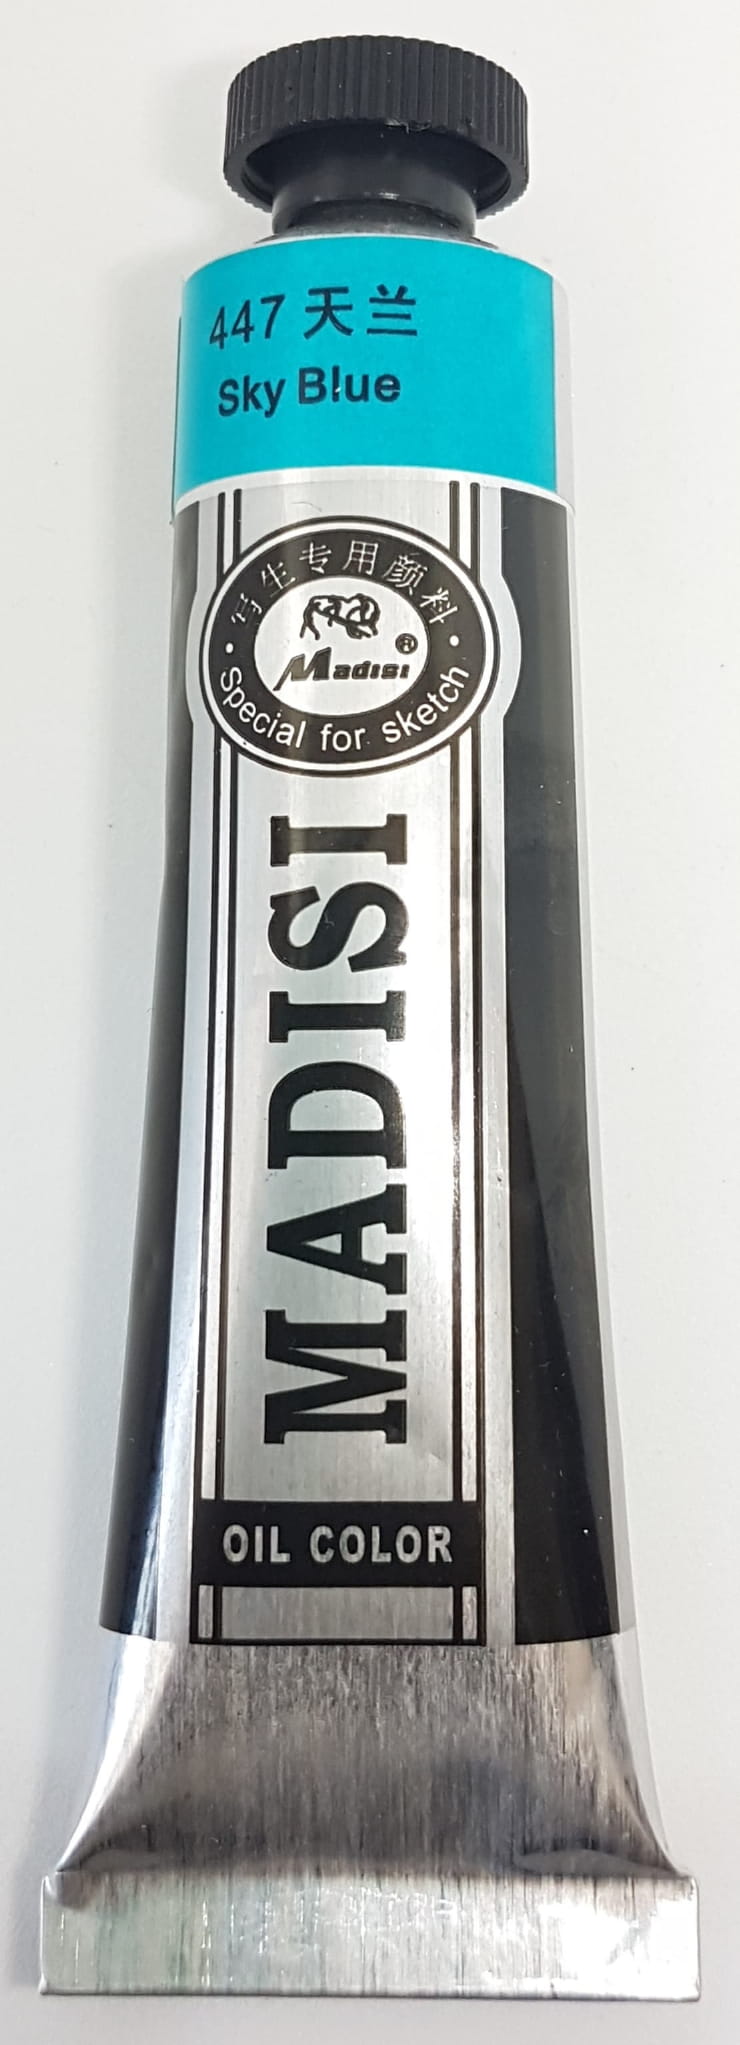 447 天兰
Sky Blue
写生专用颜料
Madisi®
Special for sketch
MADISI
OIL COLOR